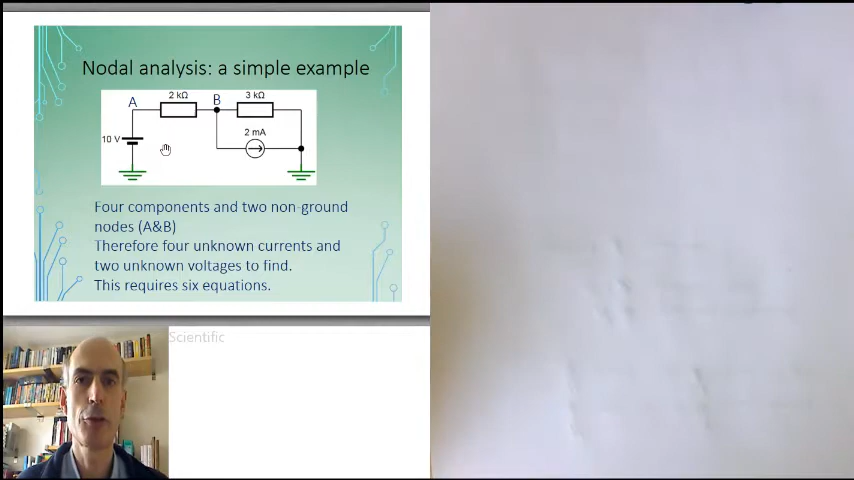 Nodal analysis: a simple example
A
2 kΩ
B
3 kΩ
10 V
2 mA
Four components and two non-ground
nodes (A&B)
Therefore four unknown currents and
two unknown voltages to find.
This requires six equations.
Scientific